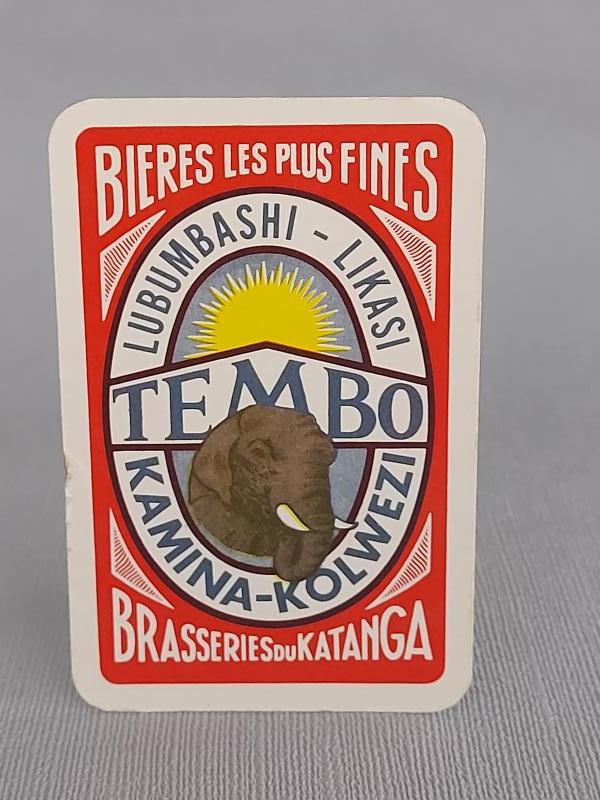 BIERES LES PLUS FINES
LUBUMBASHI - LIKASI
TEMBO
KAMINA-KOLWEZI
BRASSERIES DU KATANGA